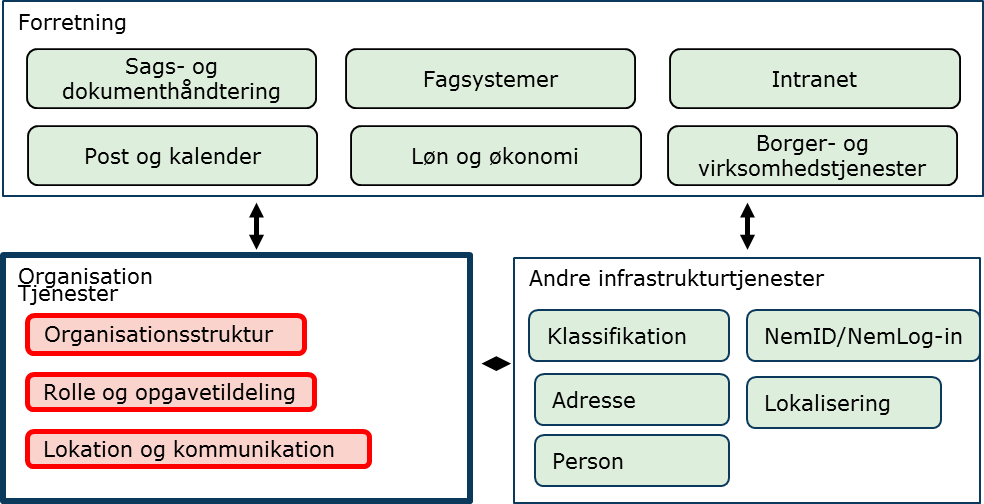 Forretning
Sags- og
dokumenthåndtering
Fagsystemer
Intranet
Post og kalender
Løn og økonomi
Borger- og
virksomhedstjenester
Organisation
Tjenester
Organisationsstruktur
Rolle og opgavetildeling
Lokation og kommunikation
Andre infrastrukturtjenester
Klassifikation
NemID/NemLog-in
Adresse
Lokalisering
Person